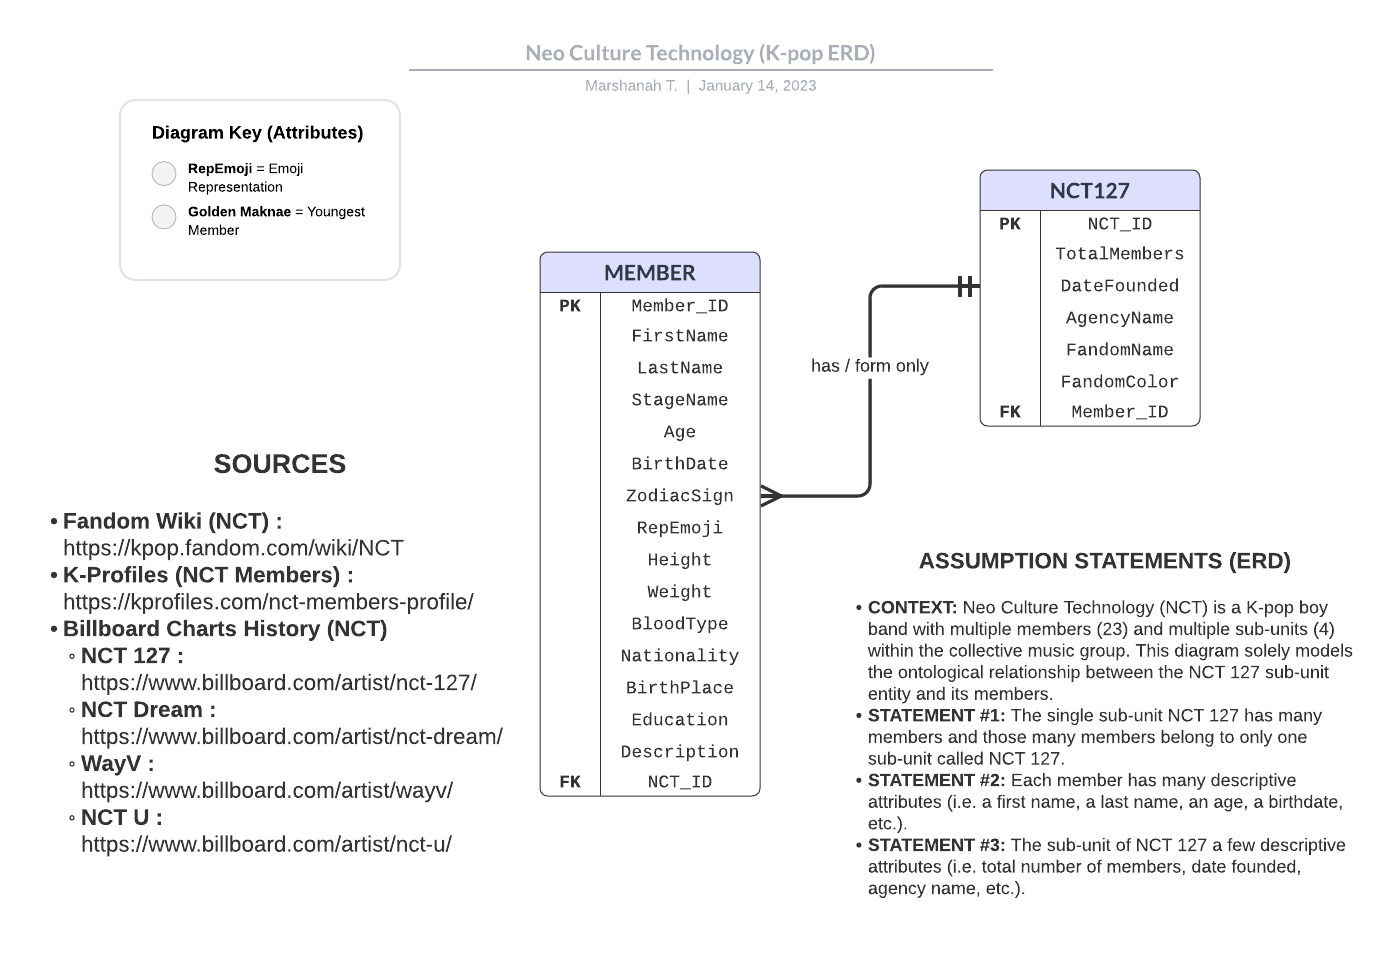 Neo Culture Technology (K-pop ERD)
Marshanah T. | January 14, 2023
Diagram Key (Attributes)
RepEmoji = Emoji
Representation
Golden Maknae = Youngest
Member
NCT127
PK NCT_ID
TotalMembers
DateFounded
AgencyName
FandomName
FandomColor
FK Member_ID
MEMBER
PK Member_ID
FirstName
LastName
StageName
Age
BirthDate
ZodiacSign
RepEmoji
Height
Weight
BloodType
Nationality
BirthPlace
Education
Description
FK NCT_ID
has / form only
SOURCES
• Fandom Wiki (NCT) :
https://kpop.fandom.com/wiki/NCT
• K-Profiles (NCT Members) :
https://kprofiles.com/nct-members-profile/
• Billboard Charts History (NCT)
◦ NCT 127 :
https://www.billboard.com/artist/nct-127/
◦ NCT Dream :
https://www.billboard.com/artist/nct-dream/
◦ WayV :
https://www.billboard.com/artist/wayv/
◦ NCT U :
https://www.billboard.com/artist/nct-u/
ASSUMPTION STATEMENTS (ERD)
• CONTEXT: Neo Culture Technology (NCT) is a K-pop boy
band with multiple members (23) and multiple sub-units (4)
within the collective music group. This diagram solely models
the ontological relationship between the NCT 127 sub-unit
entity and its members.
• STATEMENT #1: The single sub-unit NCT 127 has many
members and those many members belong to only one
sub-unit called NCT 127.
• STATEMENT #2: Each member has many descriptive
attributes (i.e. a first name, a last name, an age, a birthdate,
etc.).
• STATEMENT #3: The sub-unit of NCT 127 a few descriptive
attributes (i.e. total number of members, date founded,
agency name, etc.).